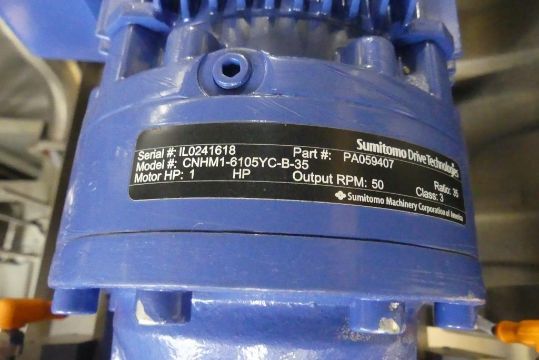 Sumitomo Drive Technologies
Serial #: IL0241618 Part #: PA059407
Model #: CNHM1-6105YC-B-35
Motor HP: 1 HP Output RPM: 50 Ratio: 35
Class: 3
Sumitomo Machinery Corporation of America